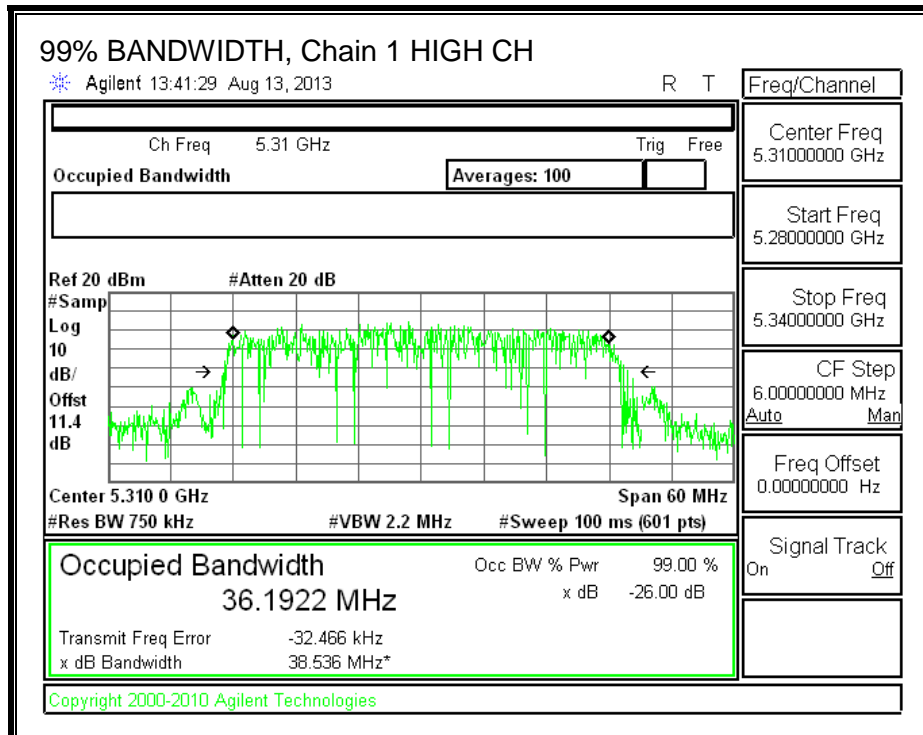 99% BANDWIDTH, Chain 1 HIGH CH
Agilent 13:41:29 Aug 13, 2013 R T
Ch Freq 5.31 GHz Trig Free
Occupied Bandwidth Averages: 100
Ref 20 dBm #Atten 20 dB
#Samp
Log
10
dB/
Offst
11.4
dB
Center 5.310 0 GHz Span 60 MHz
#Res BW 750 kHz #VBW 2.2 MHz #Sweep 100 ms (601 pts)
Occupied Bandwidth Occ BW % Pwr 99.00 %
36.1922 MHz x dB -26.00 dB
Transmit Freq Error -32.466 kHz
x dB Bandwidth 38.536 MHz*
Copyright 2000-2010 Agilent Technologies
Freq/Channel
Center Freq
5.31000000 GHz
Start Freq
5.28000000 GHz
Stop Freq
5.34000000 GHz
CF Step
6.00000000 MHz
Auto Man
Freq Offset
0.00000000 Hz
Signal Track
On Off